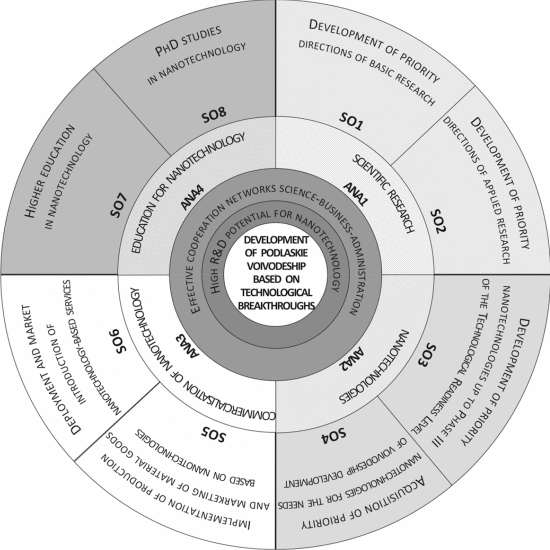 DEVELOPMENT
OF PODLASKIE
VOIVODESHIP
BASED ON
TECHNOLOGICAL
BREAKTHROUGHS
HIGH R&D POTENTIAL FOR NANOTECHNOLOGY
EFFECTIVE COOPERATION NETWORKS SCIENCE-BUSINESS-ADMINISTRATION
SCIENTIFIC RESEARCH
ANA1
NANOTECHNOLOGIES
ANA2
COMMERCIALISATION OF NANOTECHNOLOGY
ANA3
EDUCATION FOR NANOTECHNOLOGY
ANA4
DEVELOPMENT OF PRIORITY
DIRECTIONS OF BASIC RESEARCH
SO1
DEVELOPMENT OF PRIORITY
DIRECTIONS OF APPLIED RESEARCH
SO2
DEVELOPMENT OF PRIORITY
NANOTECHNOLOGIES UP TO PHASE III
OF THE TECHNOLOGICAL READINESS LEVEL
SO3
ACQUISITION OF PRIORITY
NANOTECHNOLOGIES FOR THE NEEDS
OF VOIVODESHIP DEVELOPMENT
SO4
IMPLEMENTATION OF PRODUCTION
AND MARKETING OF MATERIAL GOODS
BASED ON NANOTECHNOLOGIES
SO5
DEPLOYMENT AND MARKET
INTRODUCTION OF
NANOTECHNOLOGY-BASED SERVICES
SO6
HIGHER EDUCATION
IN NANOTECHNOLOGY
SO7
PHD STUDIES
IN NANOTECHNOLOGY
SO8